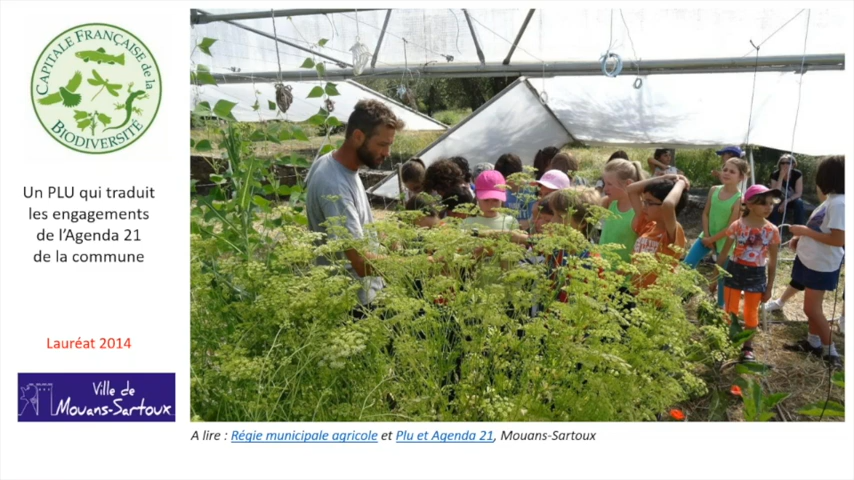 CAPITALE FRANÇAISE de la
BIODIVERSITÉ
Un PLU qui traduit
les engagements
de l'Agenda 21
de la commune
Lauréat 2014
Ville de
Mouans-Sartoux
A lire : Régie municipale agricole et Plu et Agenda 21, Mouans-Sartoux